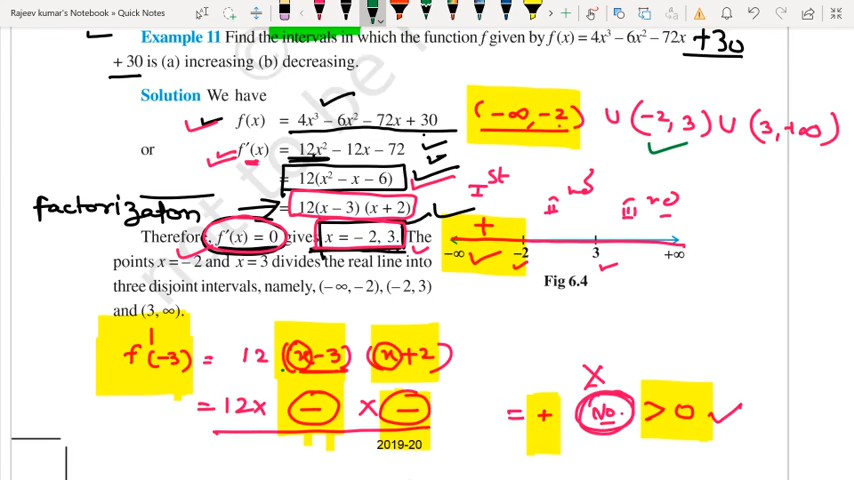 Rajeev kumar's Notebook » Quick Notes
Example 11 Find the intervals in which the function f given by f(x) = 4x³ – 6x² – 72x +30
+ 30 is (a) increasing (b) decreasing.
Solution We have
f(x) = 4x³ – 6x² – 72x + 30
(-∞, -2) ∪ (-2, 3) ∪ (3, +∞)
or f′(x) = 12x² – 12x – 72
= 12(x² – x – 6)
Ist
factorizaton
= 12(x – 3) (x + 2)
IInd
IIIrd
Therefore f′(x) = 0 gives x = – 2, 3. The
+
–∞ –2 3 +∞
points x = – 2 and x = 3 divides the real line into
Fig 6.4
three disjoint intervals, namely, (–∞, – 2), (– 2, 3)
and (3, ∞).
f′(-3) = 12 (x-3) (x+2)
= 12x - x -
= + No. > 0
2019-20